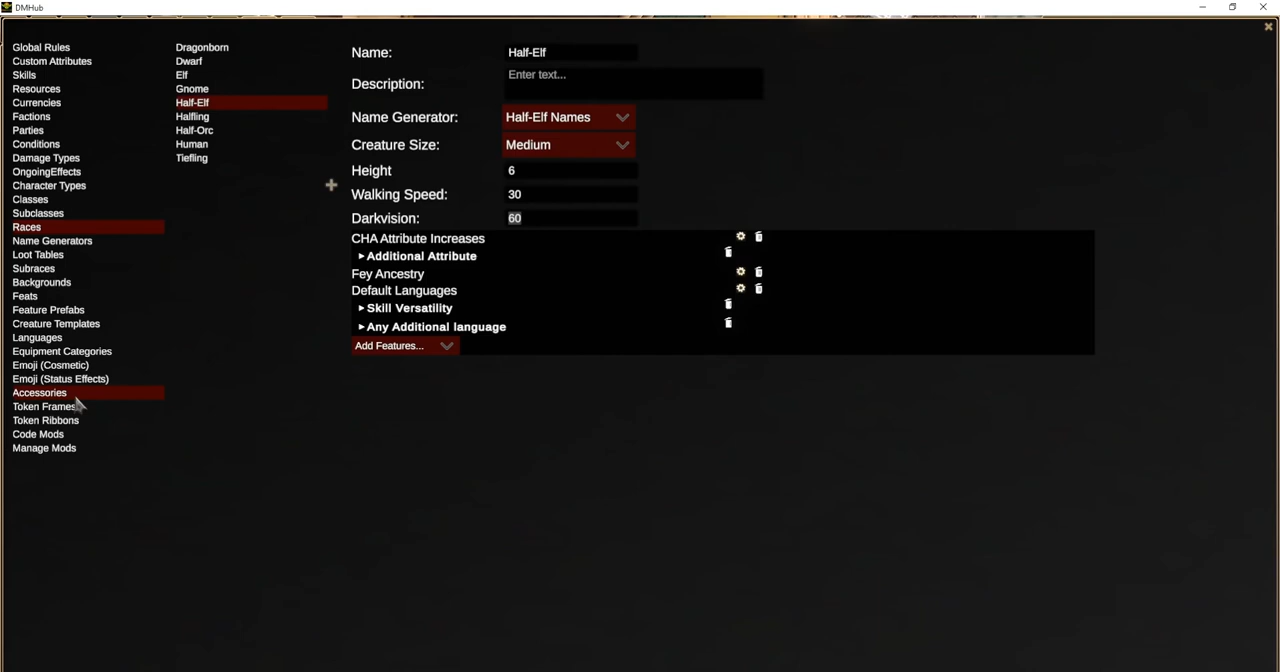 DMHub
Global Rules
Custom Attributes
Skills
Resources
Currencies
Factions
Parties
Conditions
Damage Types
OngoingEffects
Character Types
Classes
Subclasses
Races
Name Generators
Loot Tables
Subraces
Backgrounds
Feats
Feature Prefabs
Creature Templates
Languages
Equipment Categories
Emoji (Cosmetic)
Emoji (Status Effects)
Accessories
Token Frames
Token Ribbons
Code Mods
Manage Mods
Dragonborn
Dwarf
Elf
Gnome
Half-Elf
Halfling
Half-Orc
Human
Tiefling
Name: Half-Elf
Description: Enter text...
Name Generator: Half-Elf Names
Creature Size: Medium
Height 6
Walking Speed: 30
Darkvision: 60
CHA Attribute Increases
Additional Attribute
Fey Ancestry
Default Languages
Skill Versatility
Any Additional language
Add Features...